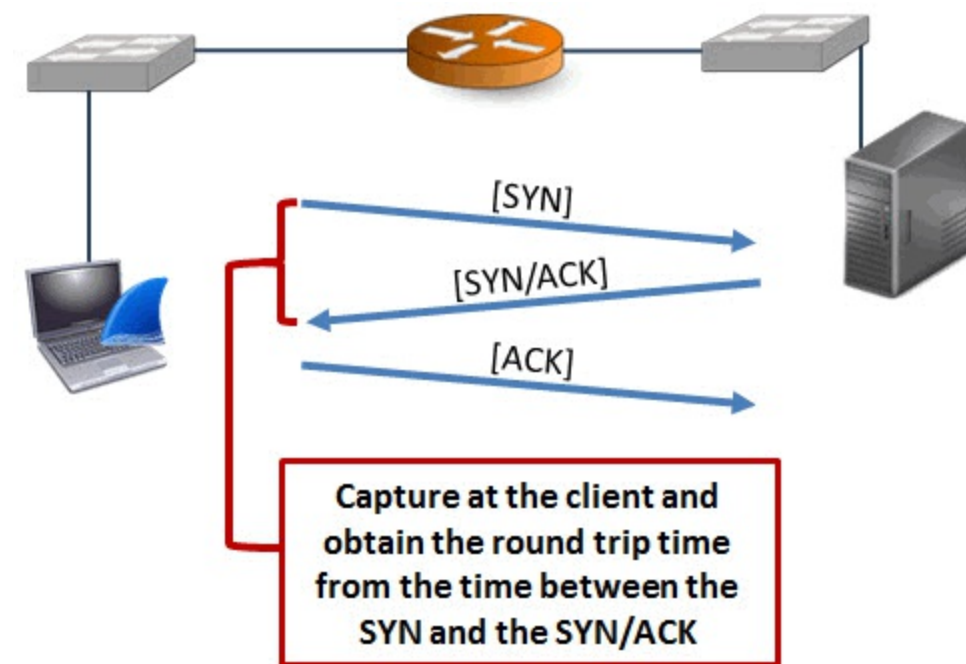 [SYN]
[SYN/ACK]
[ACK]
Capture at the client and
obtain the round trip time
from the time between the
SYN and the SYN/ACK